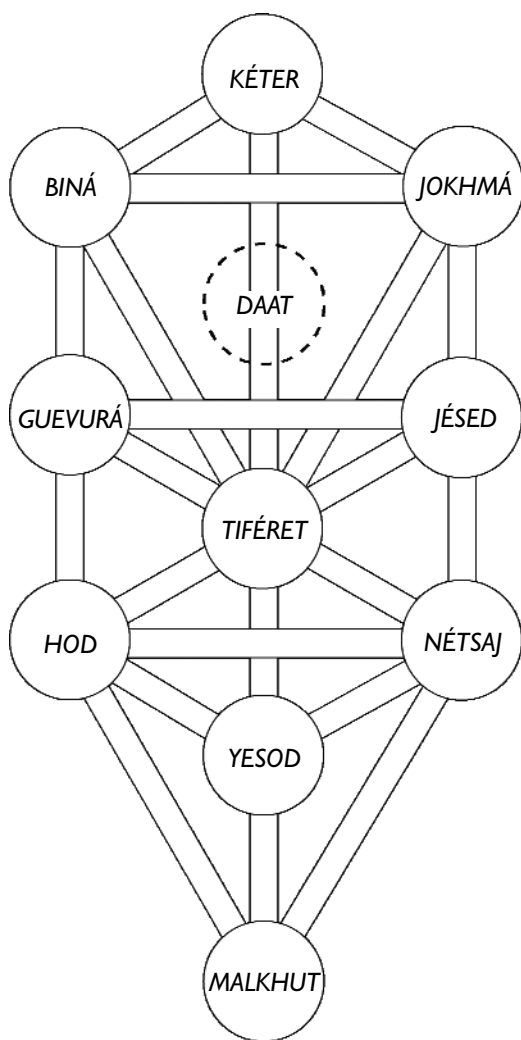 KÉTER
BINÁ
JOKHMÁ
DAAT
GUEVURÁ
JÉSED
TIFÉRET
HOD
NÉTSAJ
YESOD
MALKHUT